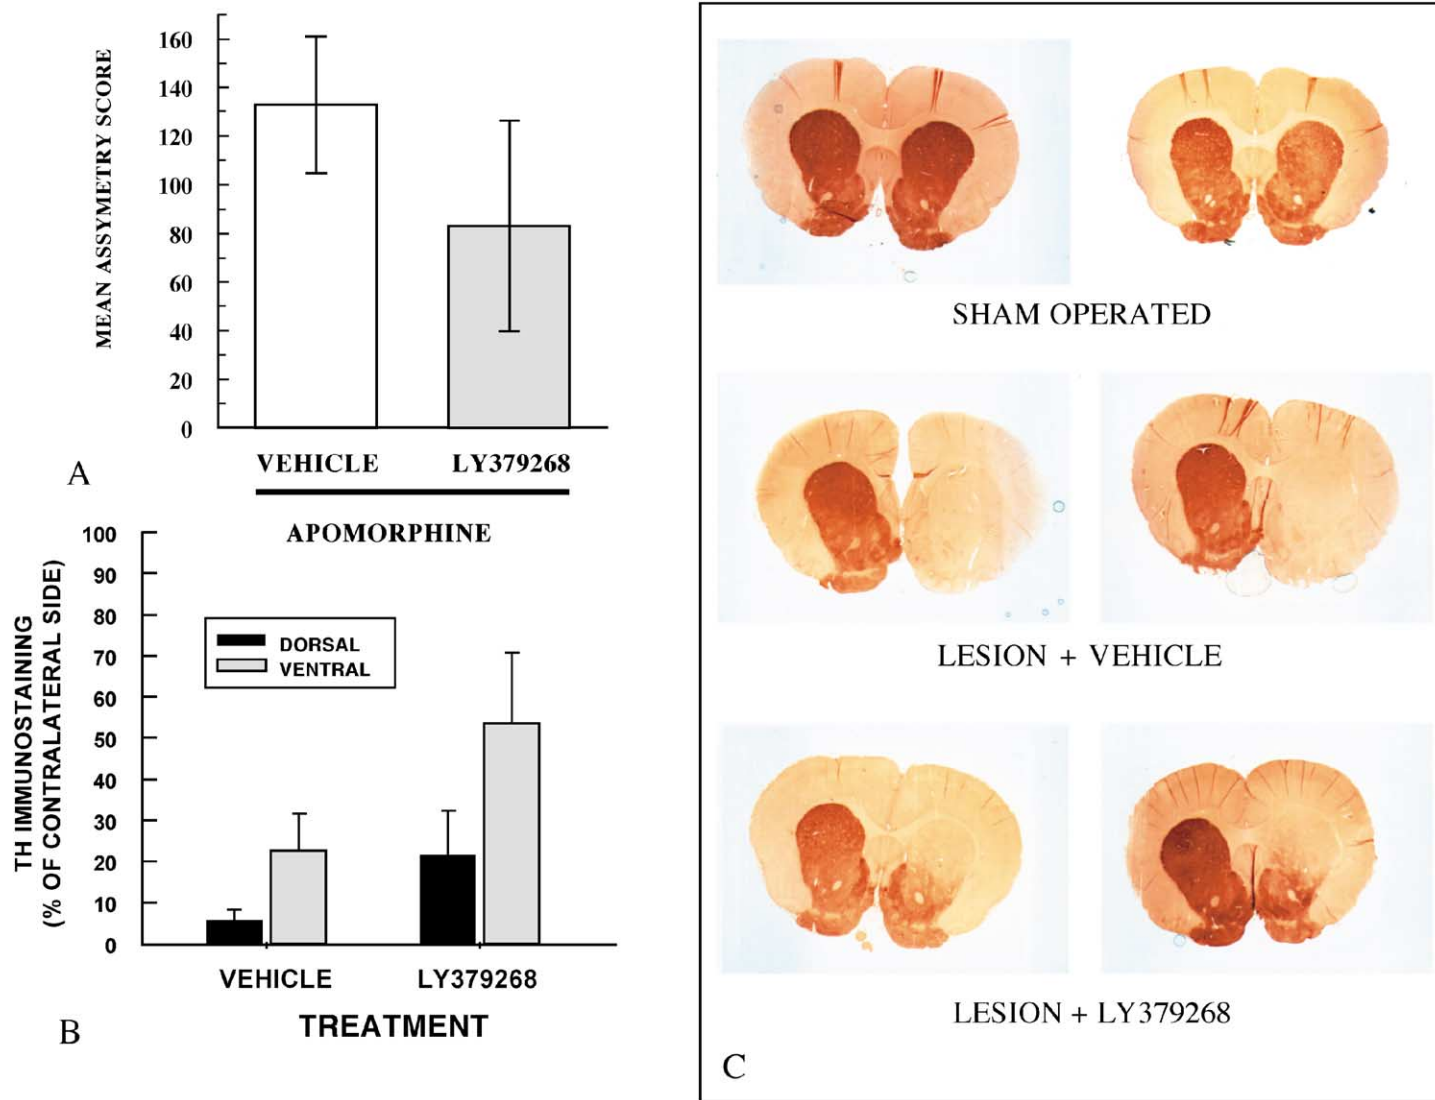 MEAN ASSYMETRY SCORE
160
140
120
100
80
60
40
20
0
VEHICLE LY379268
APOMORPHINE
A
TH IMMUNOSTAINING
(% OF CONTRALATERAL SIDE)
100
90
80
70
60
50
40
30
20
10
0
DORSAL
VENTRAL
VEHICLE LY379268
TREATMENT
B
SHAM OPERATED
LESION + VEHICLE
LESION + LY379268
C